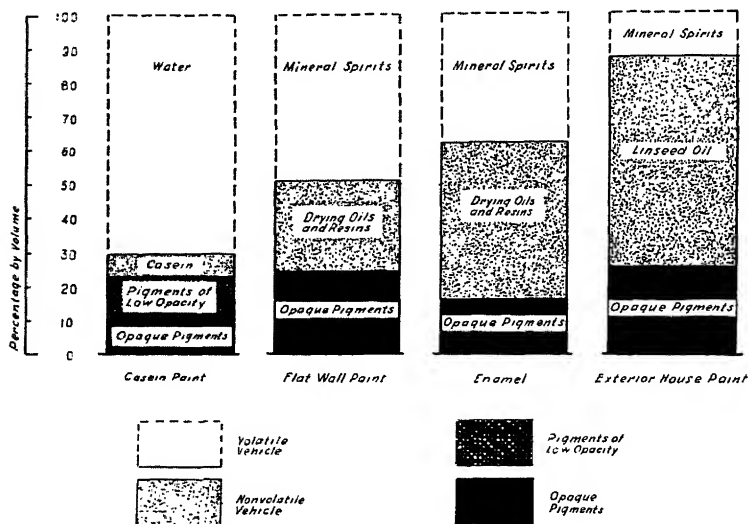 Percentage by Volume
100
90
80
70
60
50
40
30
20
10
0
Water
Casein
Pigments of
Low Opacity
Opaque Pigments
Casein Paint
Mineral Spirits
Drying Oils
and Resins
Opaque Pigments
Flat Wall Paint
Mineral Spirits
Drying Oils
and Resins
Opaque Pigments
Enamel
Mineral Spirits
Linseed Oil
Opaque Pigments
Exterior House Paint
Volatile
Vehicle
Nonvolatile
Vehicle
Pigments of
Low Opacity
Opaque
Pigments